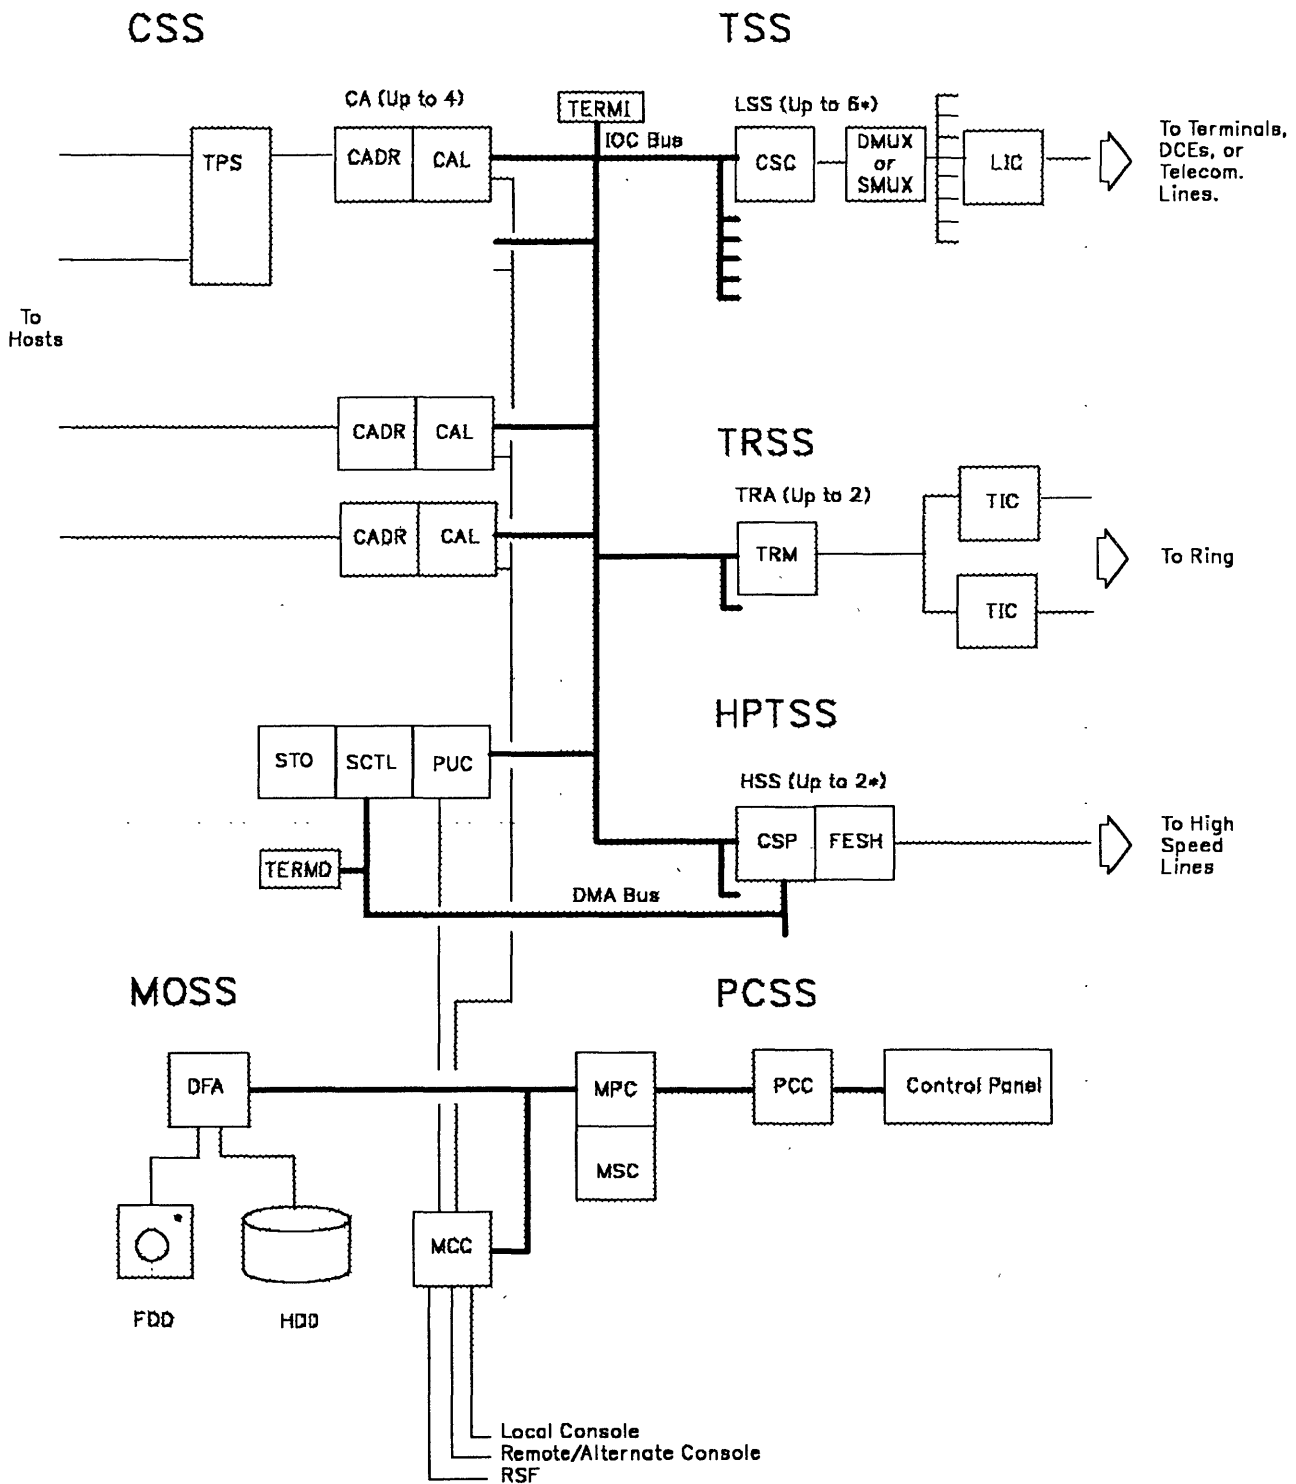 CSS
TSS
CA (Up to 4)
TERMI
LSS (Up to 6*)
IOC Bus
TPS
CADR
CAL
CSC
DMUX
or
SMUX
LIC
To Terminals,
DCEs, or
Telecom.
Lines.
To
Hosts
CADR
CAL
TRSS
TRA (Up to 2)
TIC
CADR
CAL
TRM
To Ring
TIC
HPTSS
STO
SCTL
PUC
HSS (Up to 2*)
CSP
FESH
To High
Speed
Lines
TERMD
DMA Bus
MOSS
PCSS
DFA
MPC
PCC
Control Panel
MSC
MCC
FDD
HDD
Local Console
Remote/Alternate Console
RSF